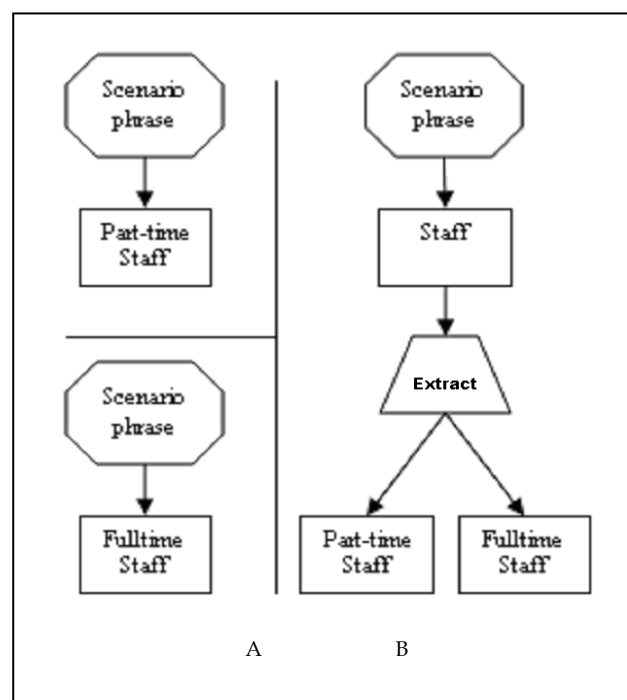 Scenario
phrase
Part-time
Staff
Scenario
phrase
Fulltime
Staff
Scenario
phrase
Staff
Extract
Part-time
Staff
Fulltime
Staff
A
B